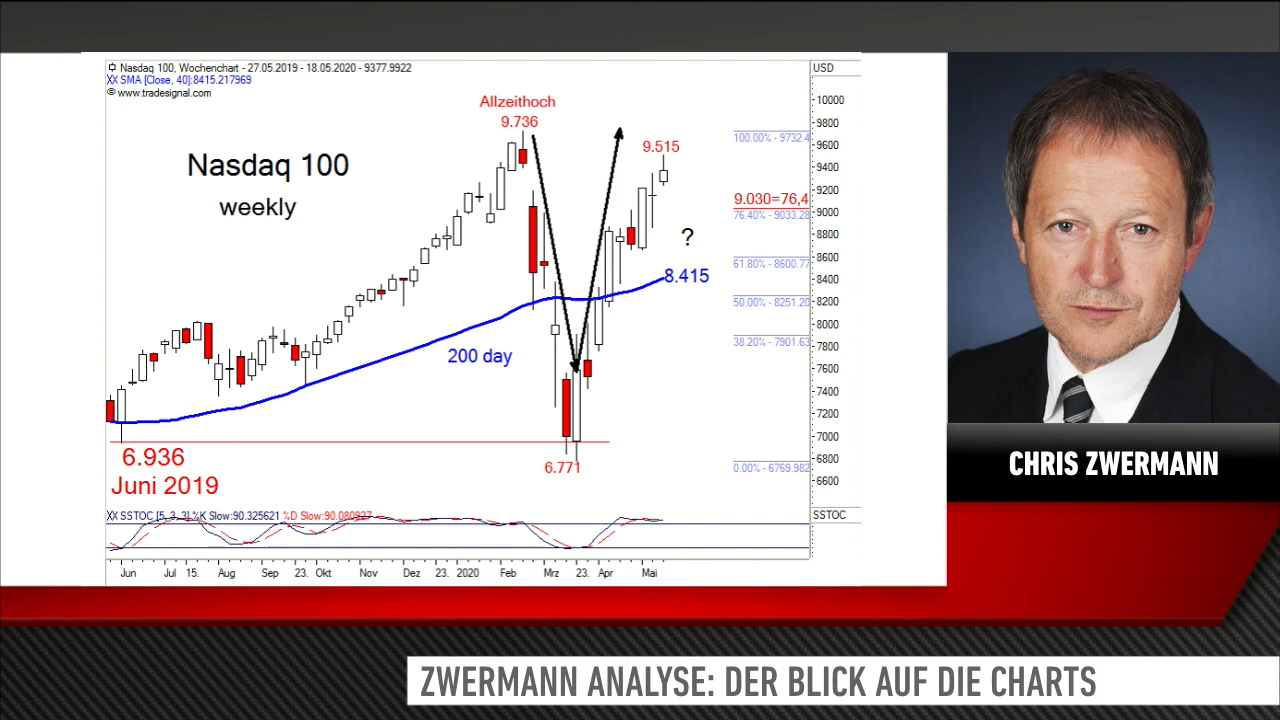 Nasdaq 100, Wochenchart - 27.05.2019 - 18.05.2020 - 9377.9922
XX SMA [Close, 40]:8415.217969
© www.tradesignal.com
USD
Allzeithoch
9.736
9.515
Nasdaq 100
weekly
10000
9800
9600
9400
9200
9000
8800
8600
8400
8200
8000
7800
7600
7400
7200
7000
6800
6600
100.00% - 9732.4
9.030=76,4
76.40% - 9033.28
61.80% - 8600.77
50.00% - 8251.20
38.20% - 7901.63
0.00% - 6769.982
?
8.415
200 day
6.936
Juni 2019
6.771
XX SSTOC [5, 3, 3].%K Slow:90.325621 %D Slow:90.080927
SSTOC
Jun Jul 15. Aug Sep 23. Okt Nov Dez 23. 2020 Feb Mrz 23. Apr Mai
CHRIS ZWERMANN
ZWERMANN ANALYSE: DER BLICK AUF DIE CHARTS